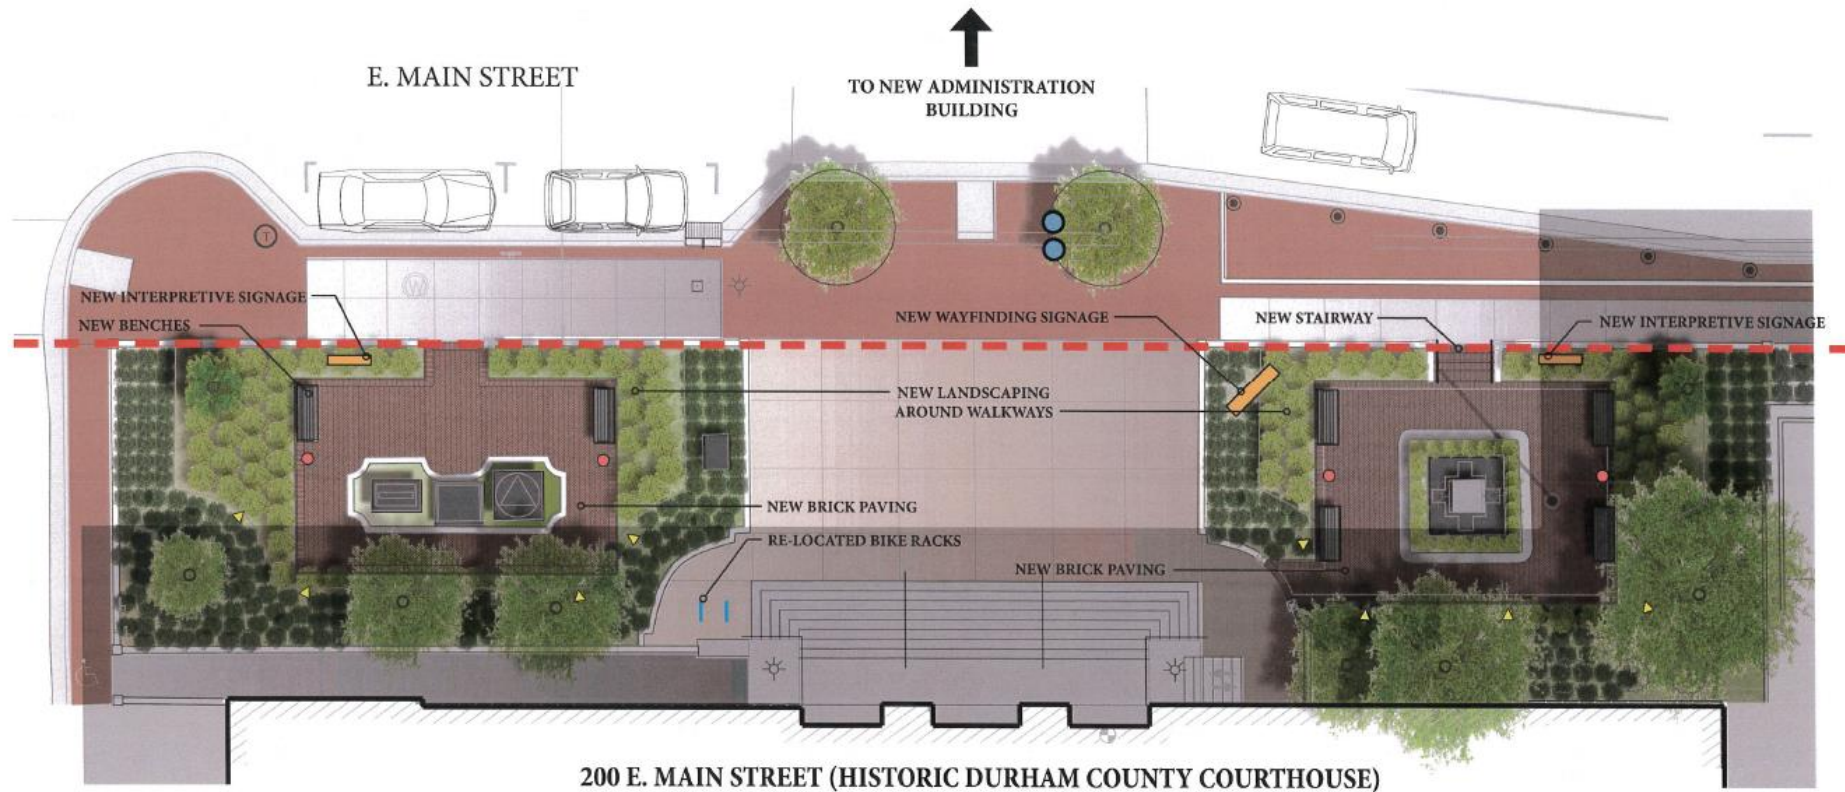 E. MAIN STREET
TO NEW ADMINISTRATION
BUILDING
T
W
NEW INTERPRETIVE SIGNAGE
NEW BENCHES
NEW WAYFINDING SIGNAGE
NEW STAIRWAY
NEW INTERPRETIVE SIGNAGE
NEW LANDSCAPING
AROUND WALKWAYS
NEW BRICK PAVING
RE-LOCATED BIKE RACKS
NEW BRICK PAVING
200 E. MAIN STREET (HISTORIC DURHAM COUNTY COURTHOUSE)